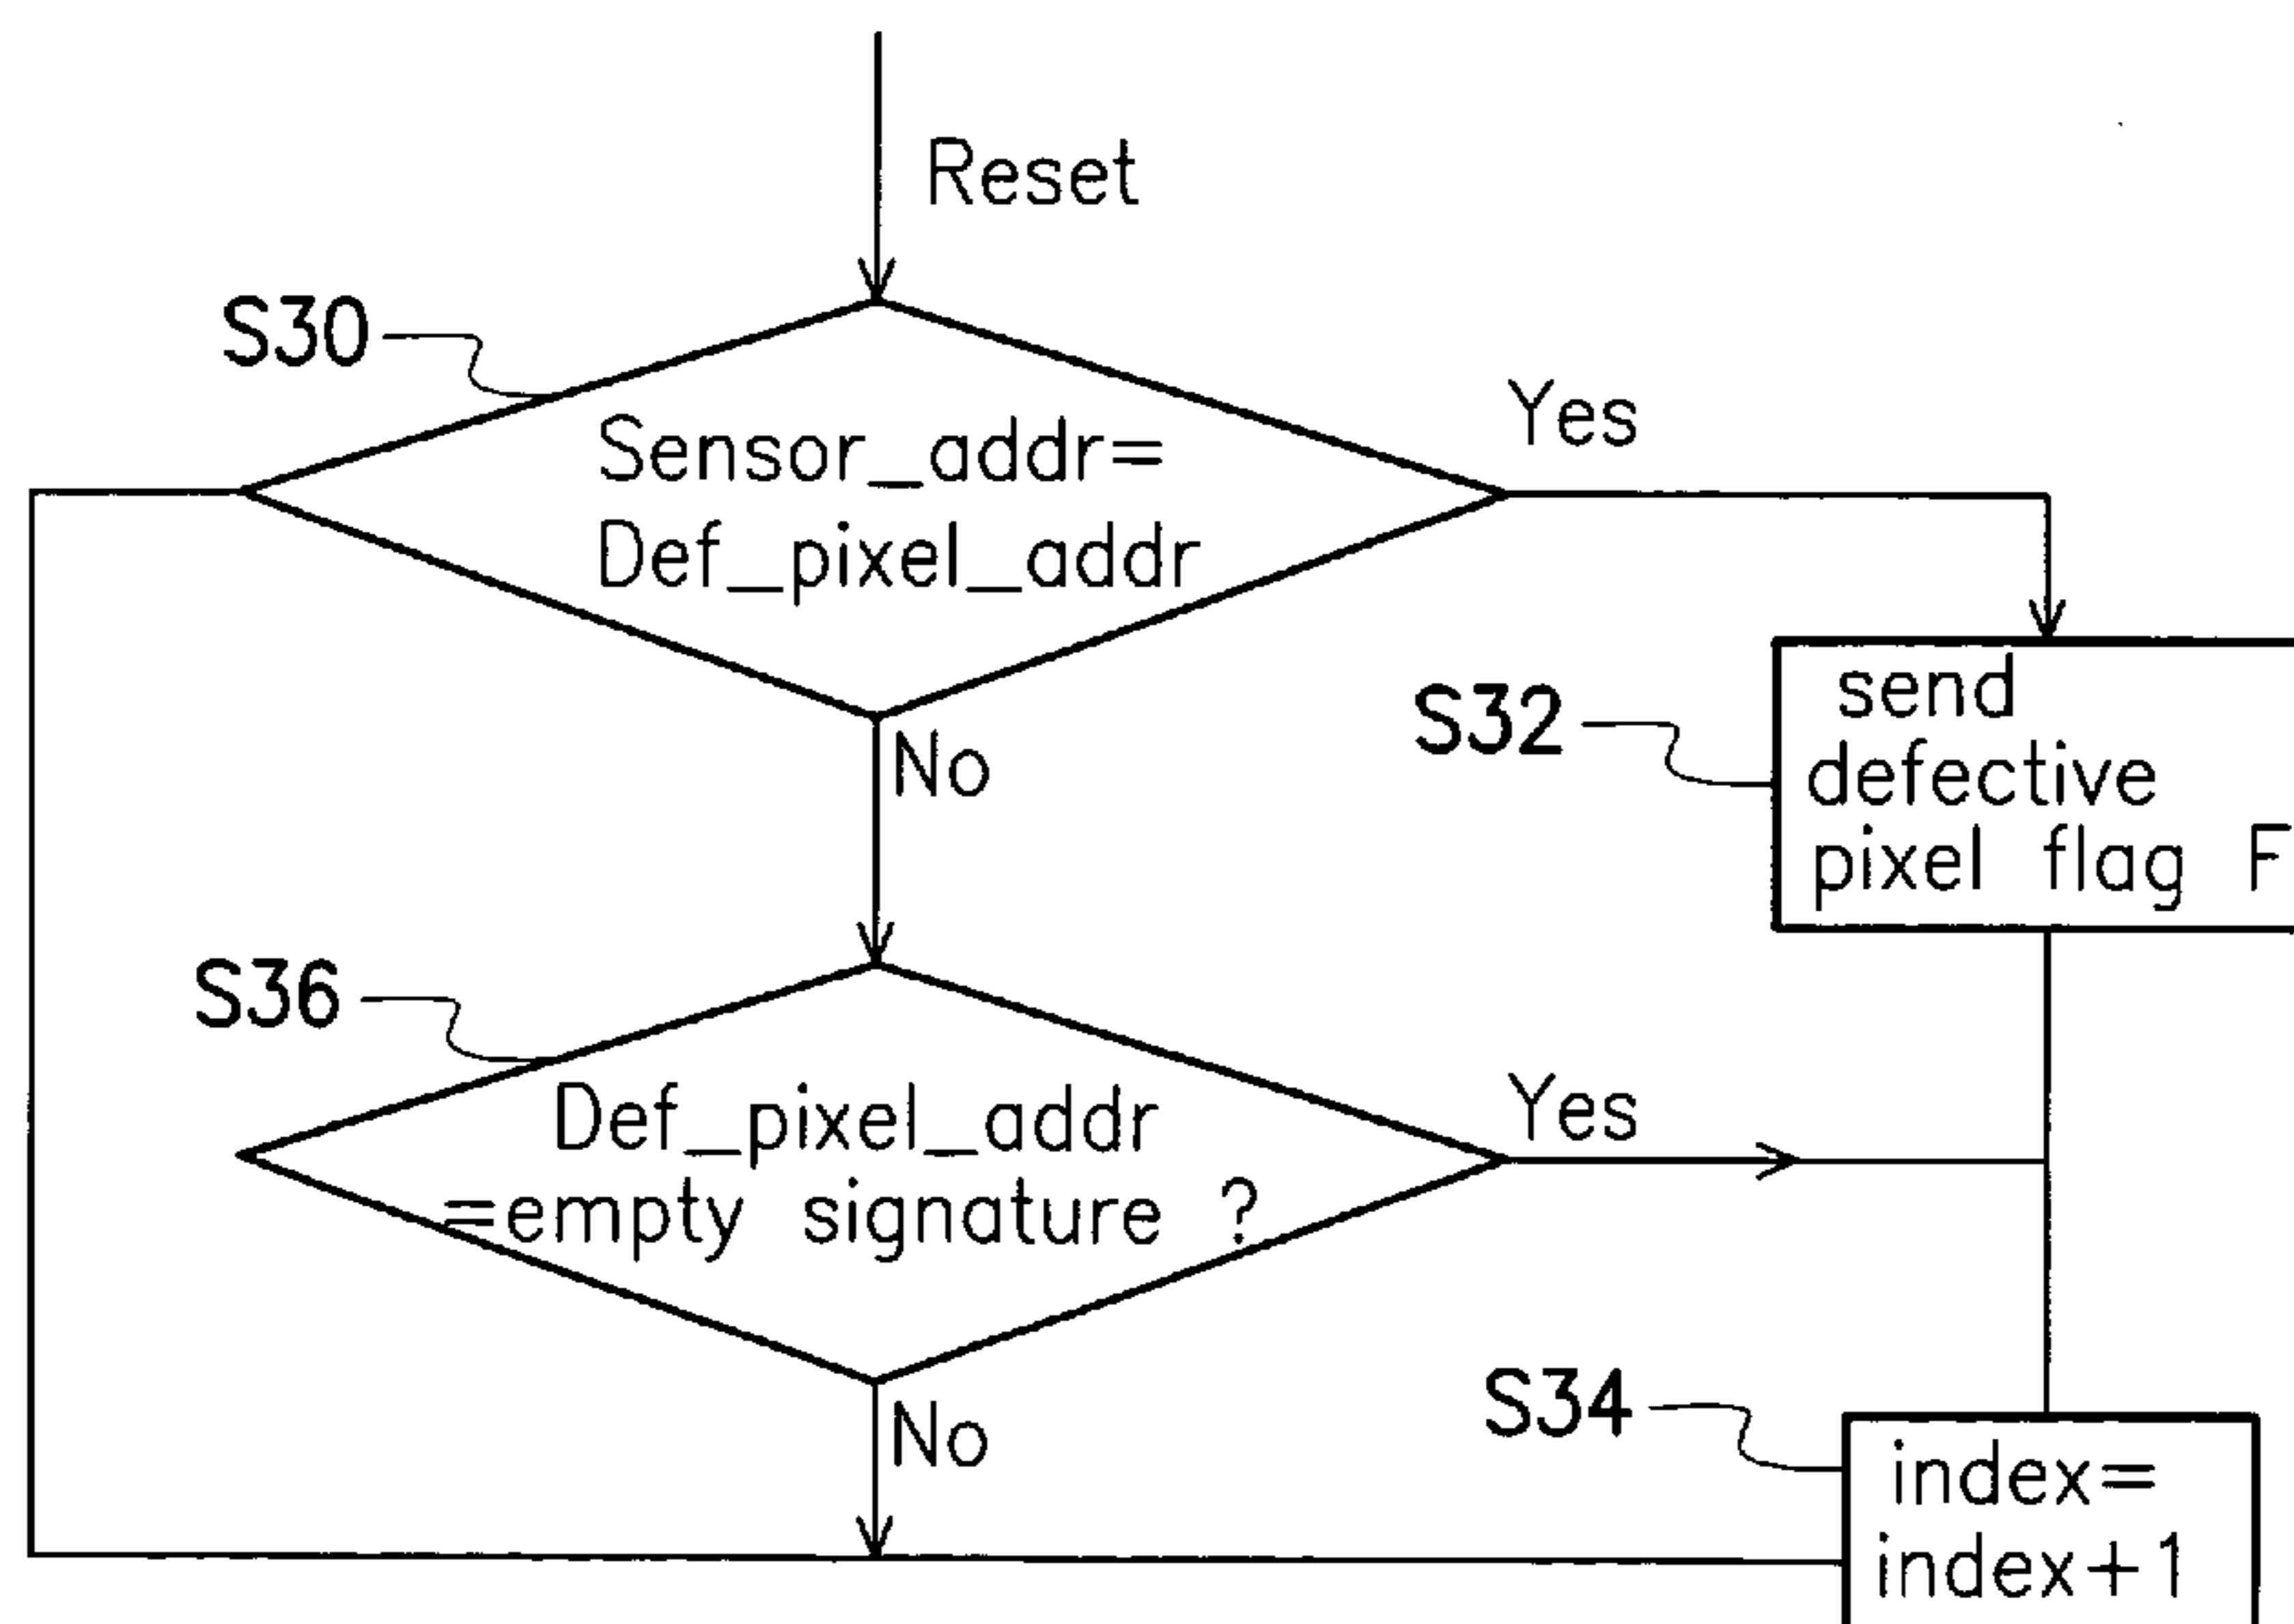 Reset
S30
Sensor_addr=
Def_pixel_addr
Yes
No
S32
send
defective
pixel flag F
S36
Def_pixel_addr
=empty signature ?
Yes
No
S34
index=
index+1